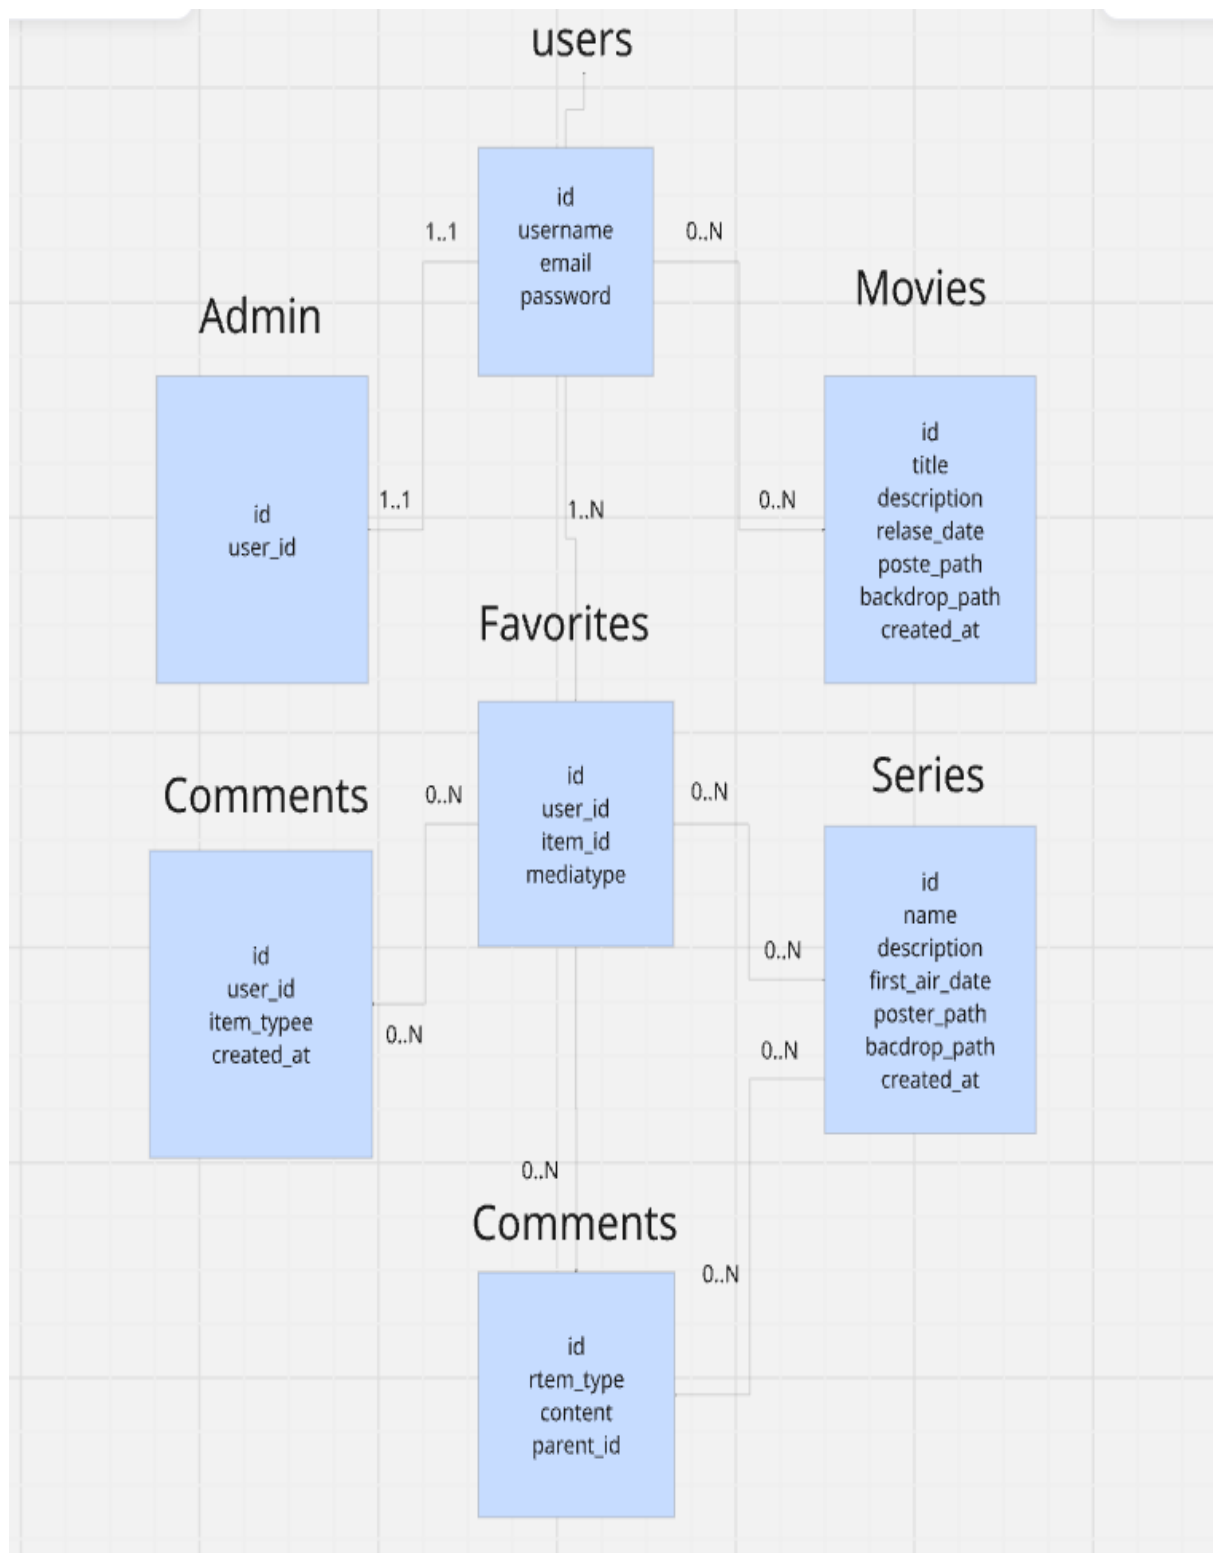 users
id
username
email
password
1..1
0..N
Admin
id
user_id
1..1
Movies
id
title
description
relase_date
poste_path
backdrop_path
created_at
0..N
1..N
Favorites
id
user_id
item_id
mediatype
0..N
0..N
Comments
id
user_id
item_typee
created_at
0..N
Series
id
name
description
first_air_date
poster_path
bacdrop_path
created_at
0..N
0..N
0..N
Comments
0..N
id
rtem_type
content
parent_id